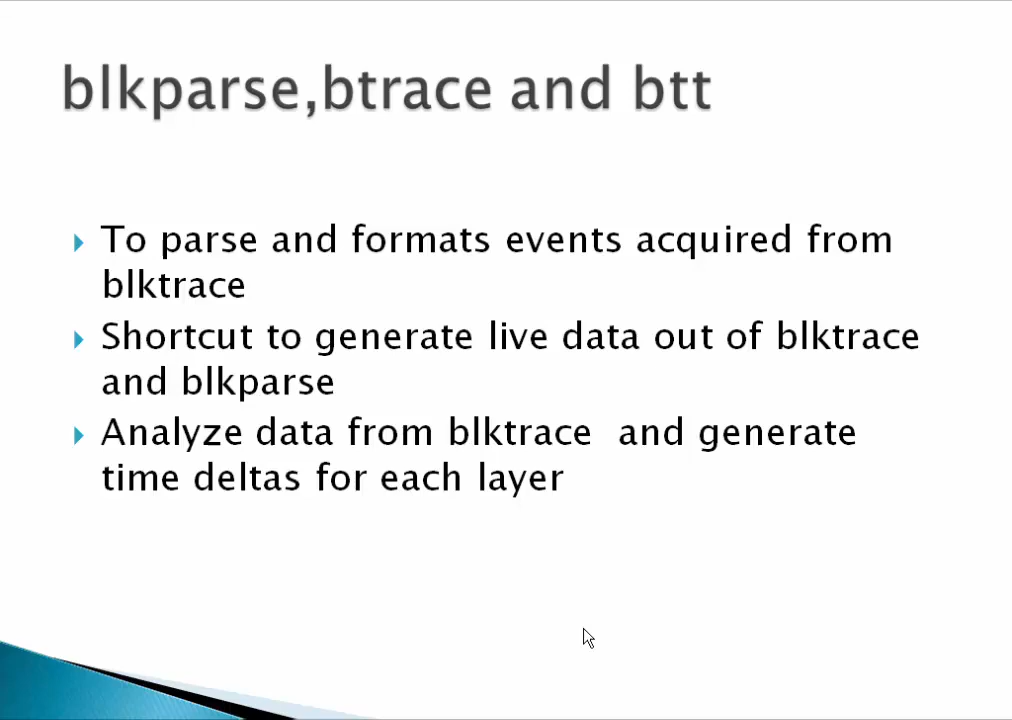 blkparse,btrace and btt
To parse and formats events acquired from
blktrace
Shortcut to generate live data out of blktrace
and blkparse
Analyze data from blktrace  and generate
time deltas for each layer